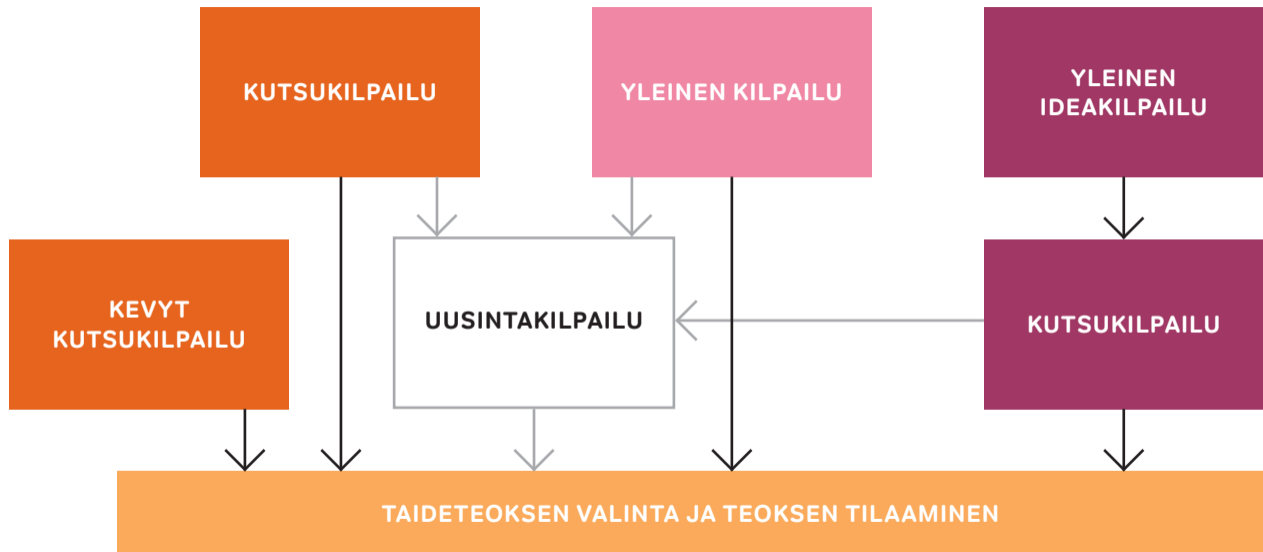 KUTSUKILPAILU
YLEINEN KILPAILU
YLEINEN
IDEAKILPAILU
KEVYT
KUTSUKILPAILU
UUSINTAKILPAILU
KUTSUKILPAILU
TAIDETEOKSEN VALINTA JA TEOKSEN TILAAMINEN